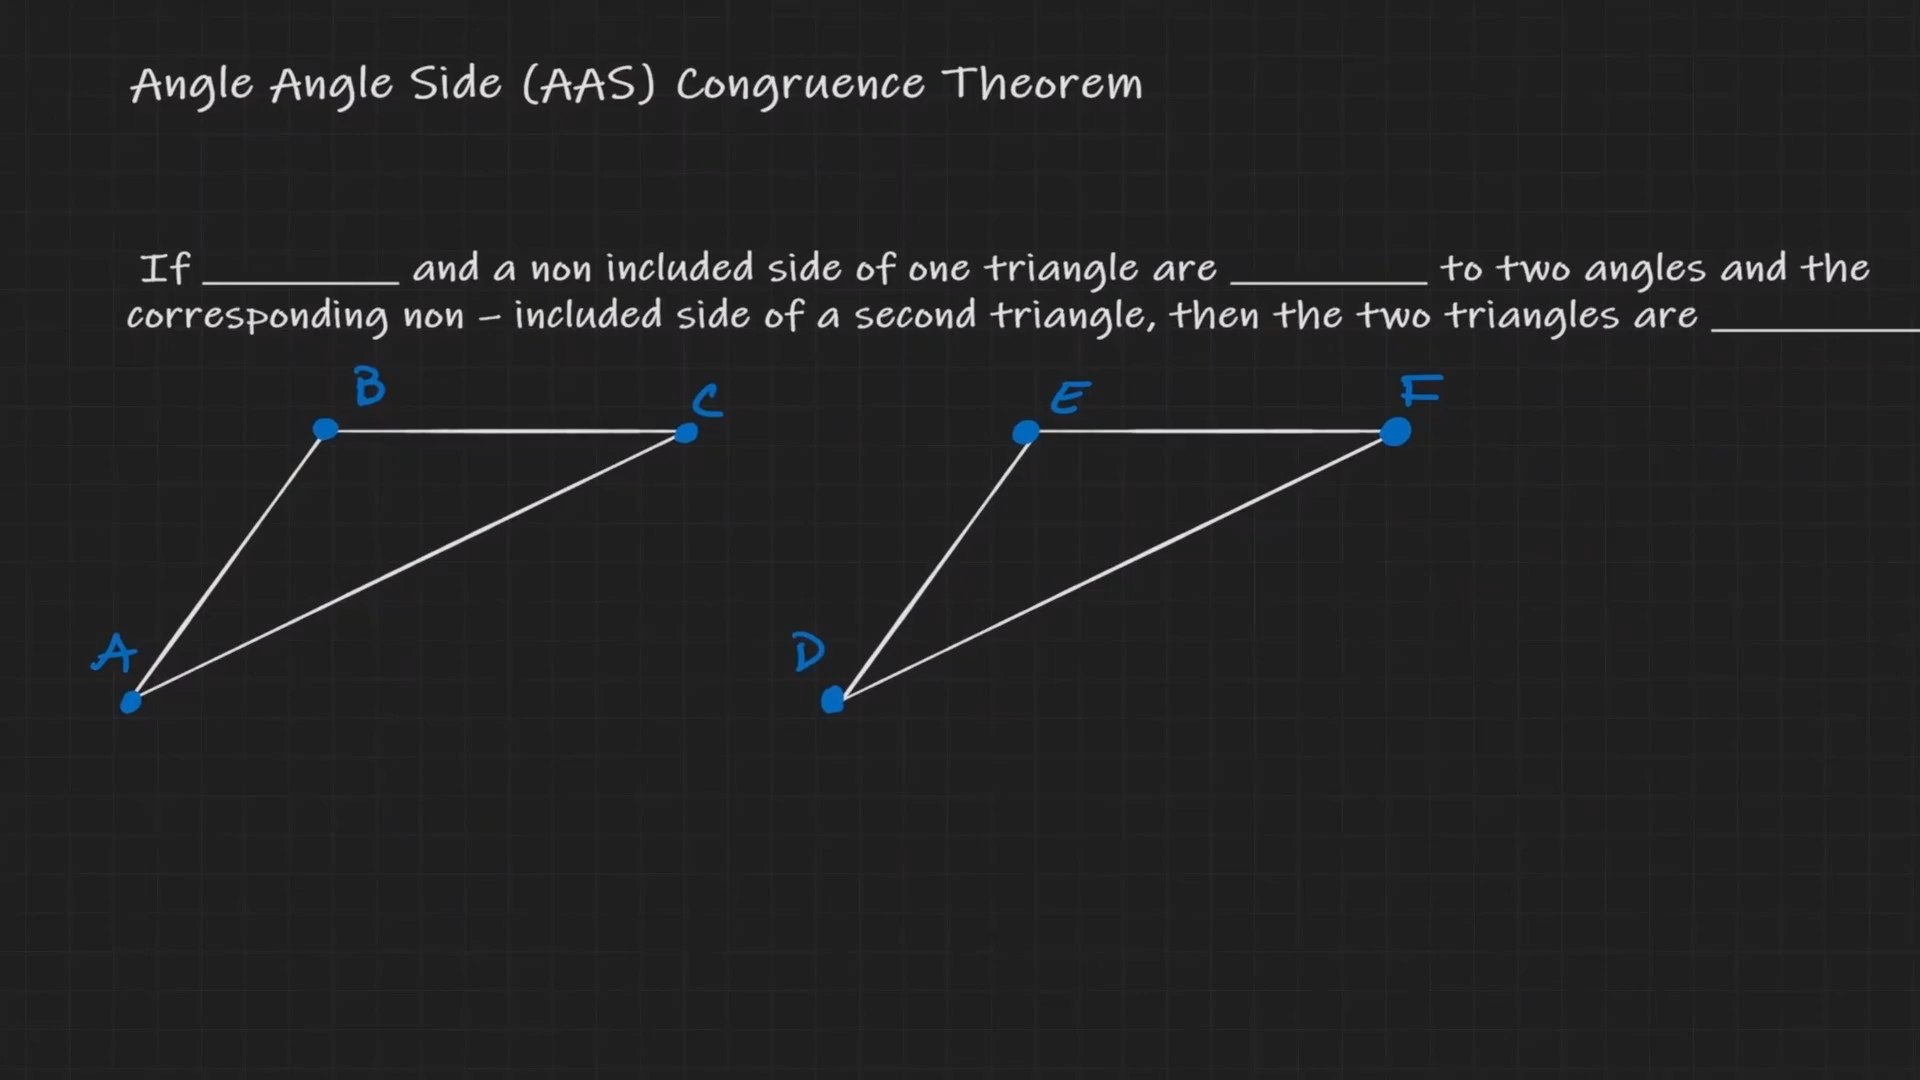 Angle Angle Side (AAS) Congruence Theorem
If __________ and a non included side of one triangle are __________ to two angles and the
corresponding non – included side of a second triangle, then the two triangles are __________
B
C
E
F
A
D